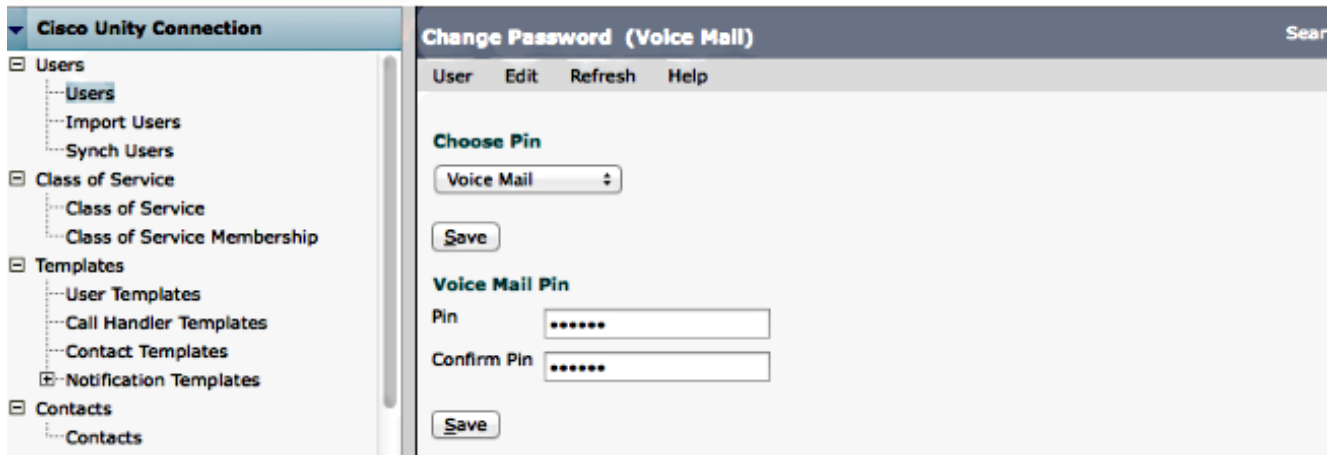 Cisco Unity Connection
Users
Users
Import Users
Synch Users
Class of Service
Class of Service
Class of Service Membership
Templates
User Templates
Call Handler Templates
Contact Templates
Notification Templates
Contacts
Contacts
Change Password (Voice Mail)
Sear
User Edit Refresh Help
Choose Pin
Voice Mail
Save
Voice Mail Pin
Pin ••••••
Confirm Pin ••••••
Save